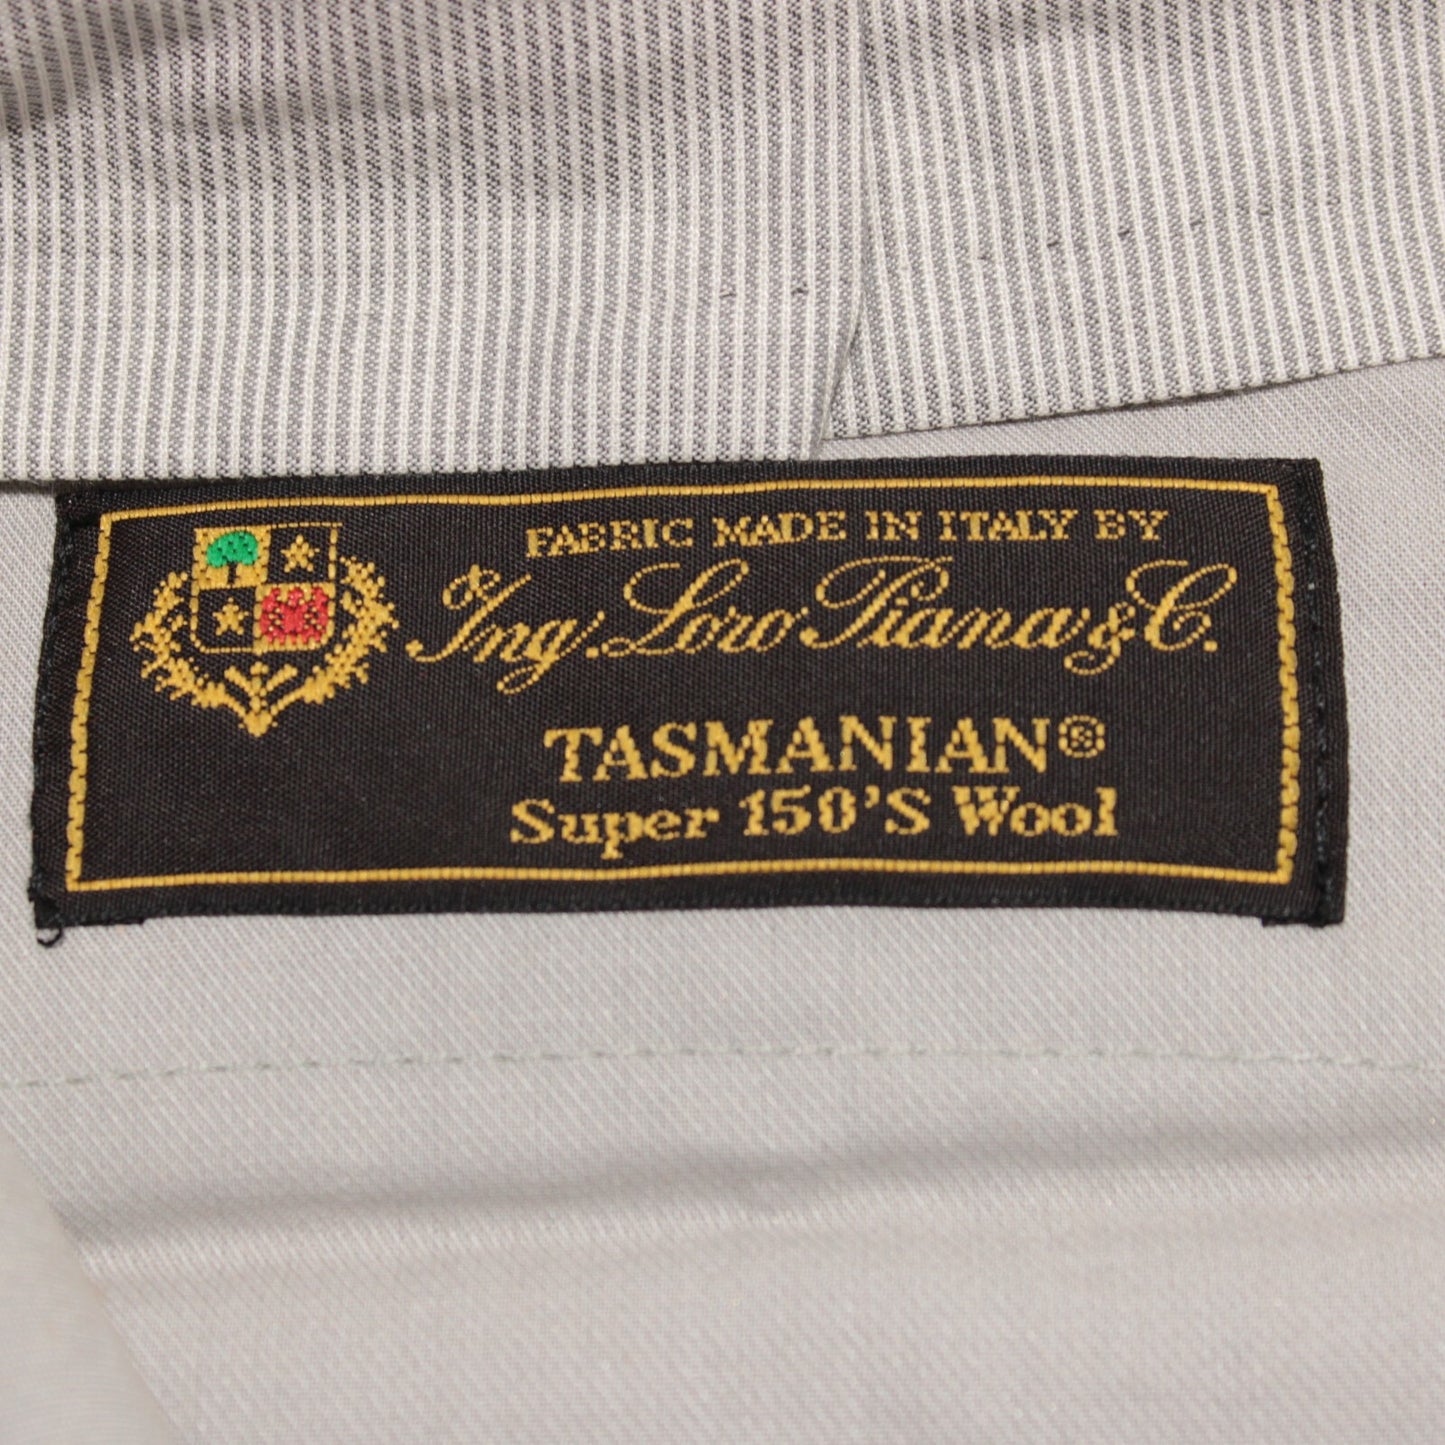 FABRIC MADE IN ITALY BY
Ing. Loro Piana & C.
TASMANIAN®
Super 150'S Wool